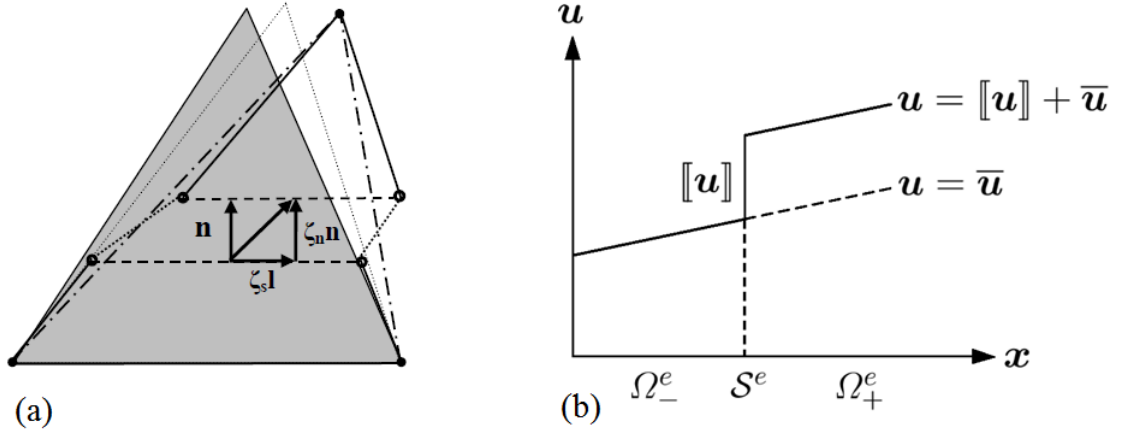 n
ζₙn
ζₛl
(a)
u
u = ⟦u⟧ + u̅
⟦u⟧
u = u̅
x
Ωᵉ₋
𝒮ᵉ
Ωᵉ₊
(b)